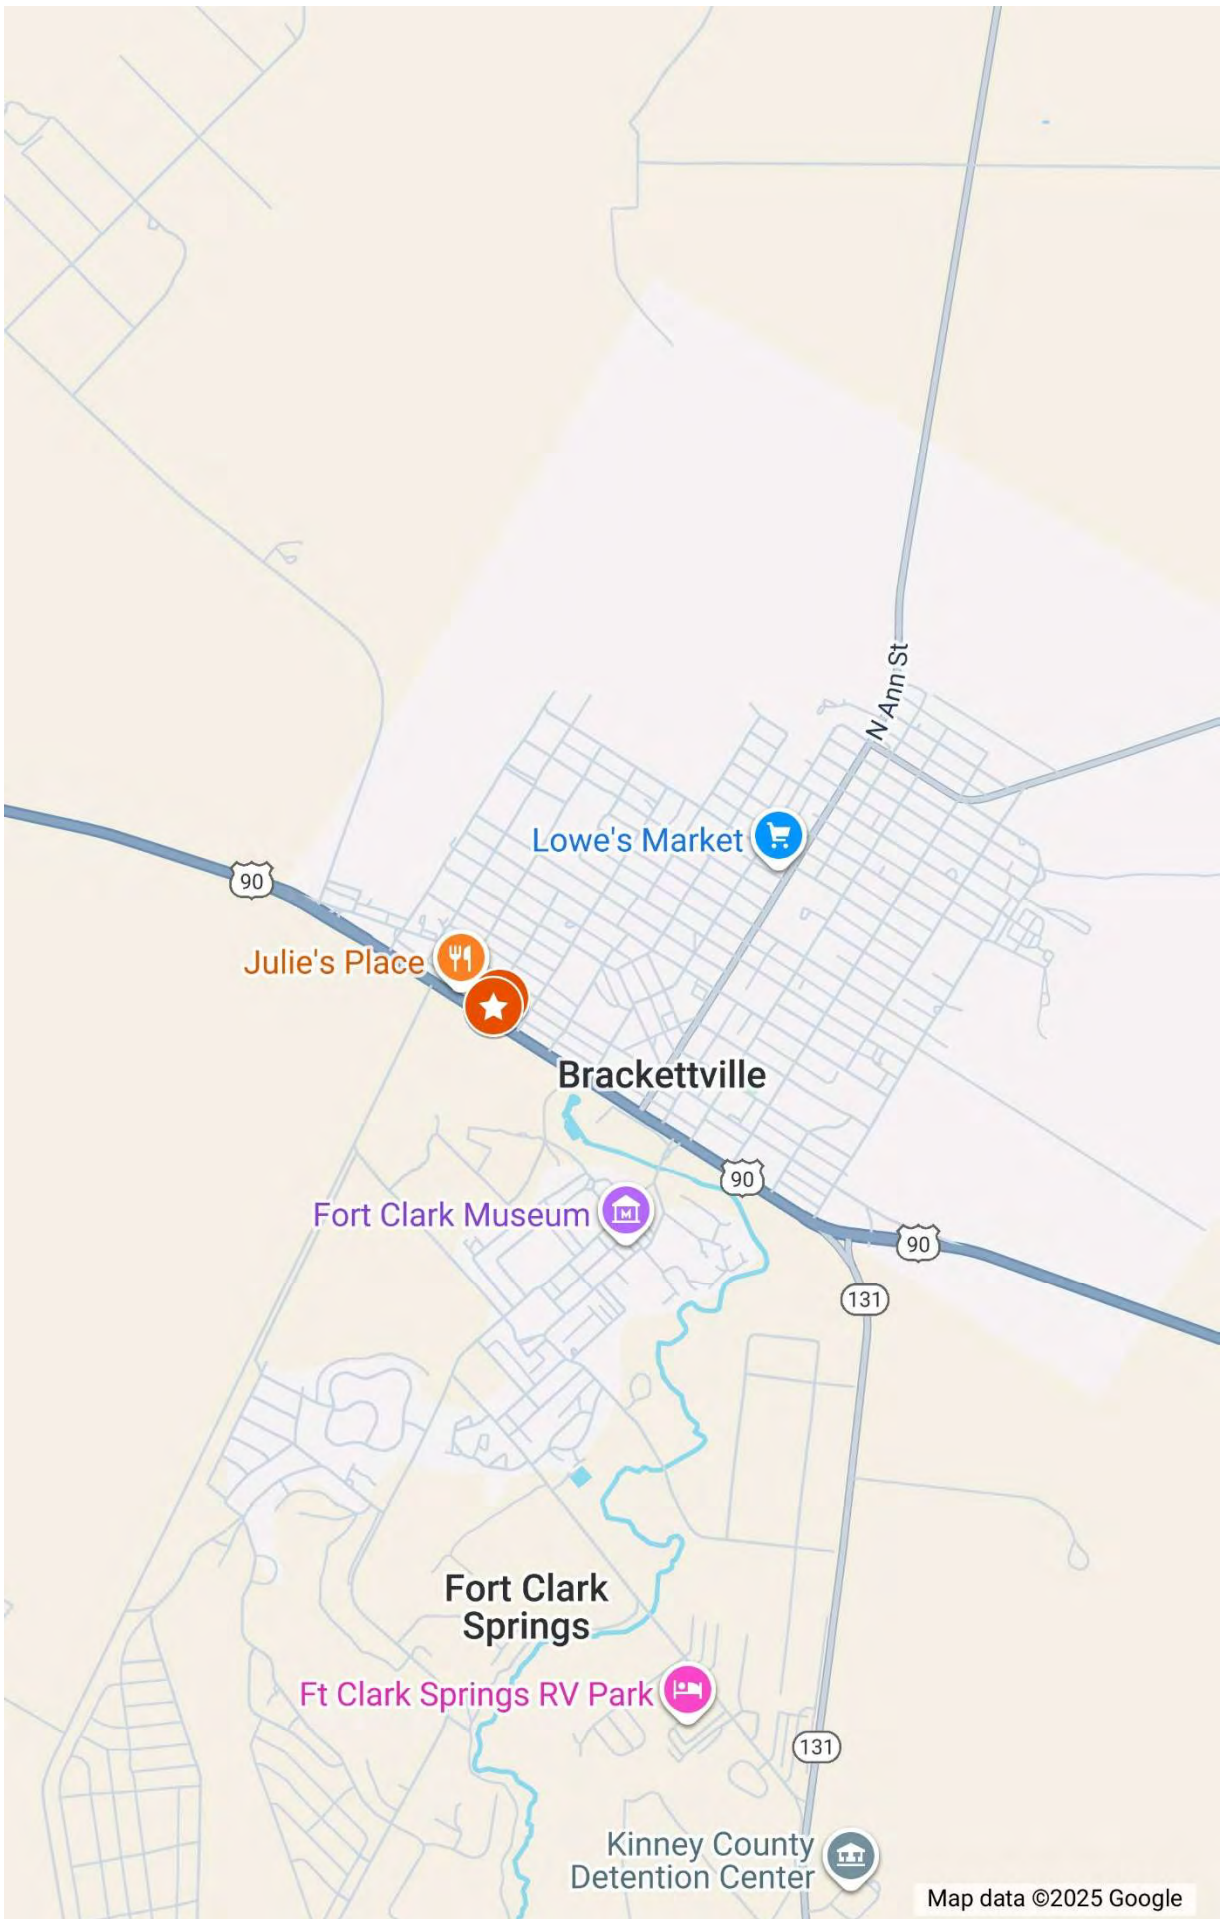 N Ann St
Lowe's Market
90
Julie's Place
Brackettville
90
Fort Clark Museum
90
131
Fort Clark
Springs
Ft Clark Springs RV Park
131
Kinney County
Detention Center
Map data ©2025 Google